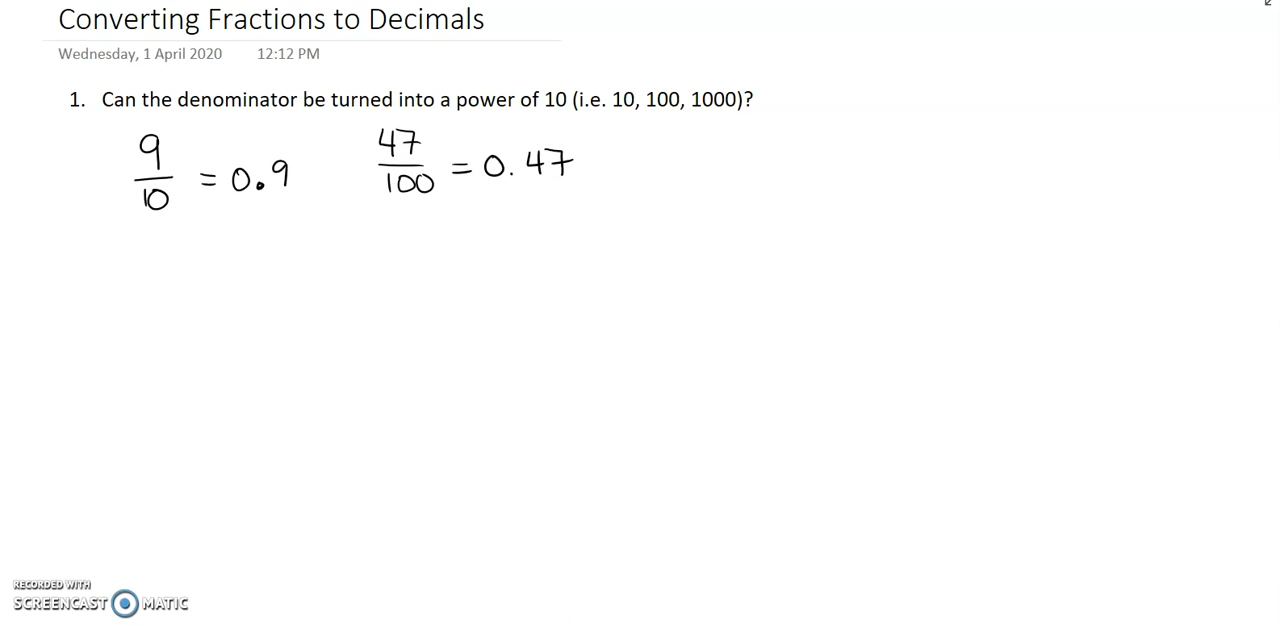 Converting Fractions to Decimals
Wednesday, 1 April 2020 12:12 PM
1. Can the denominator be turned into a power of 10 (i.e. 10, 100, 1000)?
9/10 = 0.9 47/100 = 0.47
RECORDED WITH
SCREENCAST MATIC